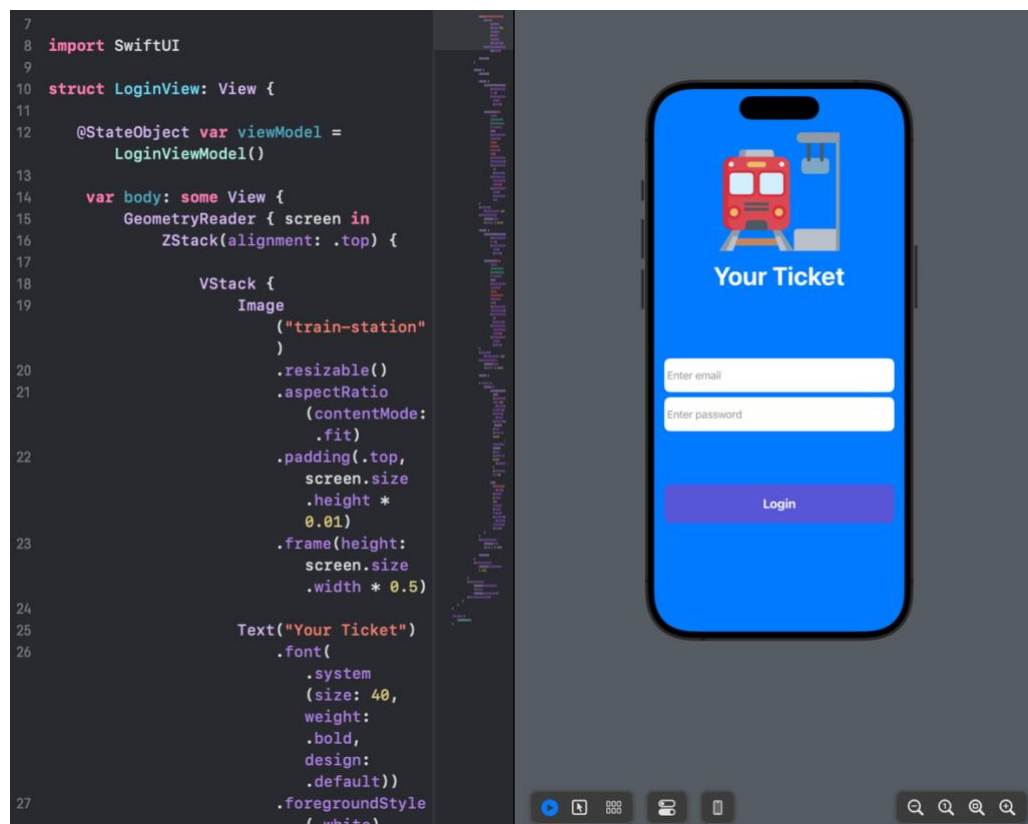 7
8 import SwiftUI
9
10 struct LoginView: View {
11
12 @StateObject var viewModel =
LoginViewModel()
13
14 var body: some View {
15 GeometryReader { screen in
16 ZStack(alignment: .top) {
17
18 VStack {
19 Image
("train-station"
)
20 .resizable()
21 .aspectRatio
(contentMode:
.fit)
22 .padding(.top,
screen.size
.height *
0.01)
23 .frame(height:
screen.size
.width * 0.5)
24
25 Text("Your Ticket")
26 .font(
.system
(size: 40,
weight:
.bold,
design:
.default))
27 .foregroundStyle
(.white)
Your Ticket
Enter email
Enter password
Login